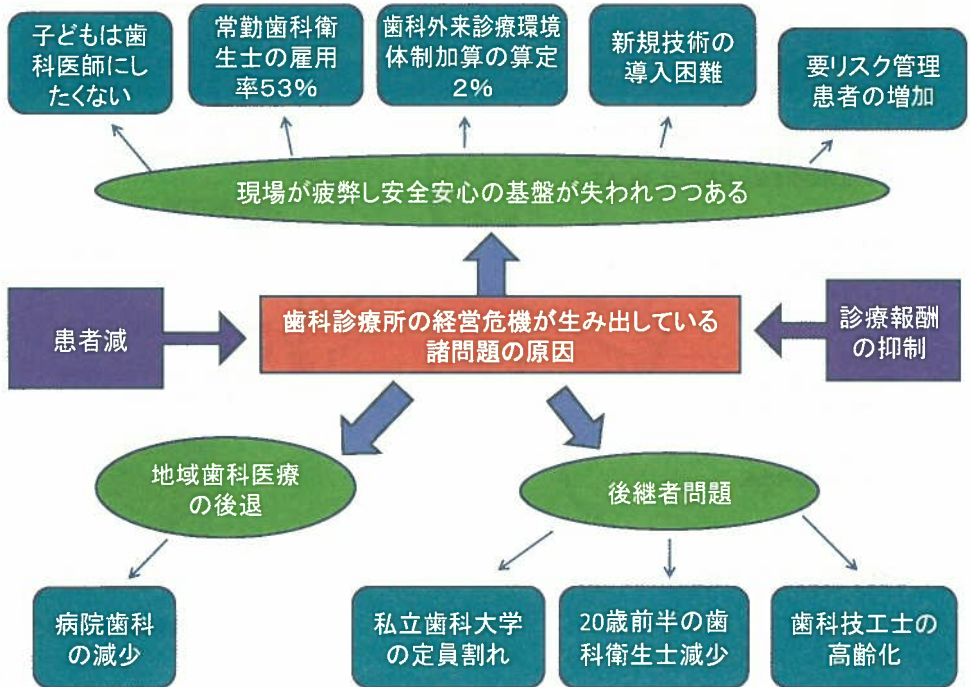 子どもは歯
科医師にし
たくない
常勤歯科衛
生士の雇用
率53%
歯科外来診療環境
体制加算の算定
2%
新規技術の
導入困難
要リスク管理
患者の増加
現場が疲弊し安全安心の基盤が失われつつある
患者減
歯科診療所の経営危機が生み出している
諸問題の原因
診療報酬
の抑制
地域歯科医療
の後退
後継者問題
病院歯科
の減少
私立歯科大学
の定員割れ
20歳前半の歯
科衛生士減少
歯科技工士の
高齢化